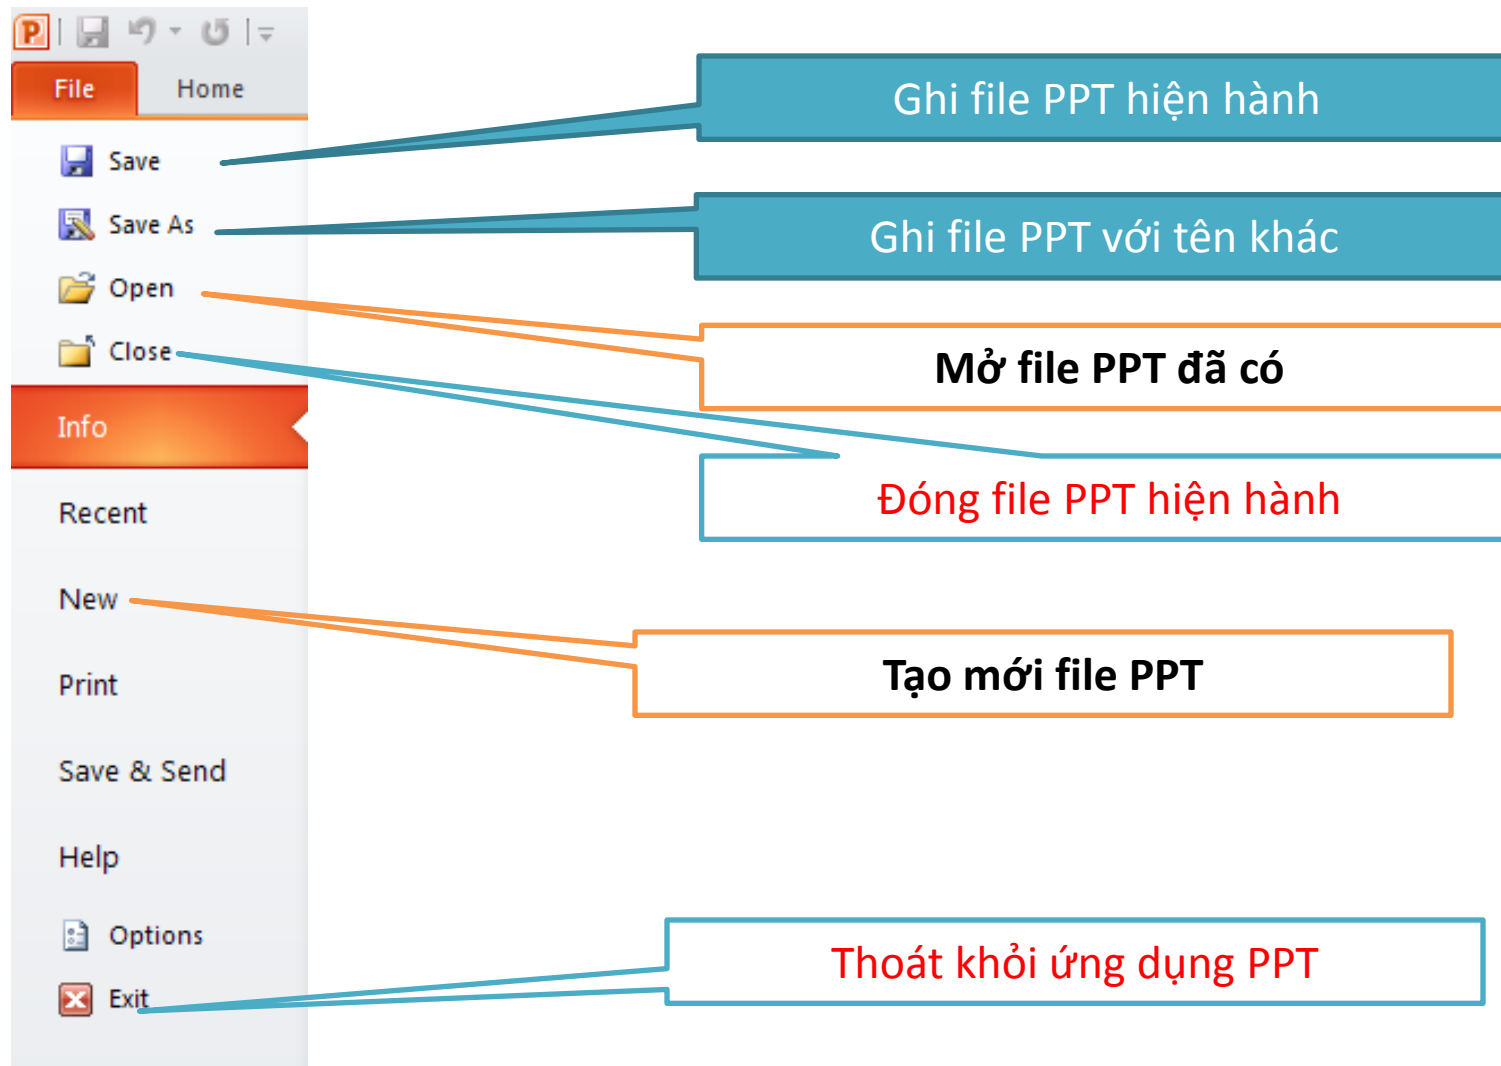 P
File Home
Save
Ghi file PPT hiện hành
Save As
Ghi file PPT với tên khác
Open
Mở file PPT đã có
Close
Info
Đóng file PPT hiện hành
Recent
New
Tạo mới file PPT
Print
Save & Send
Help
Options
Thoát khỏi ứng dụng PPT
Exit